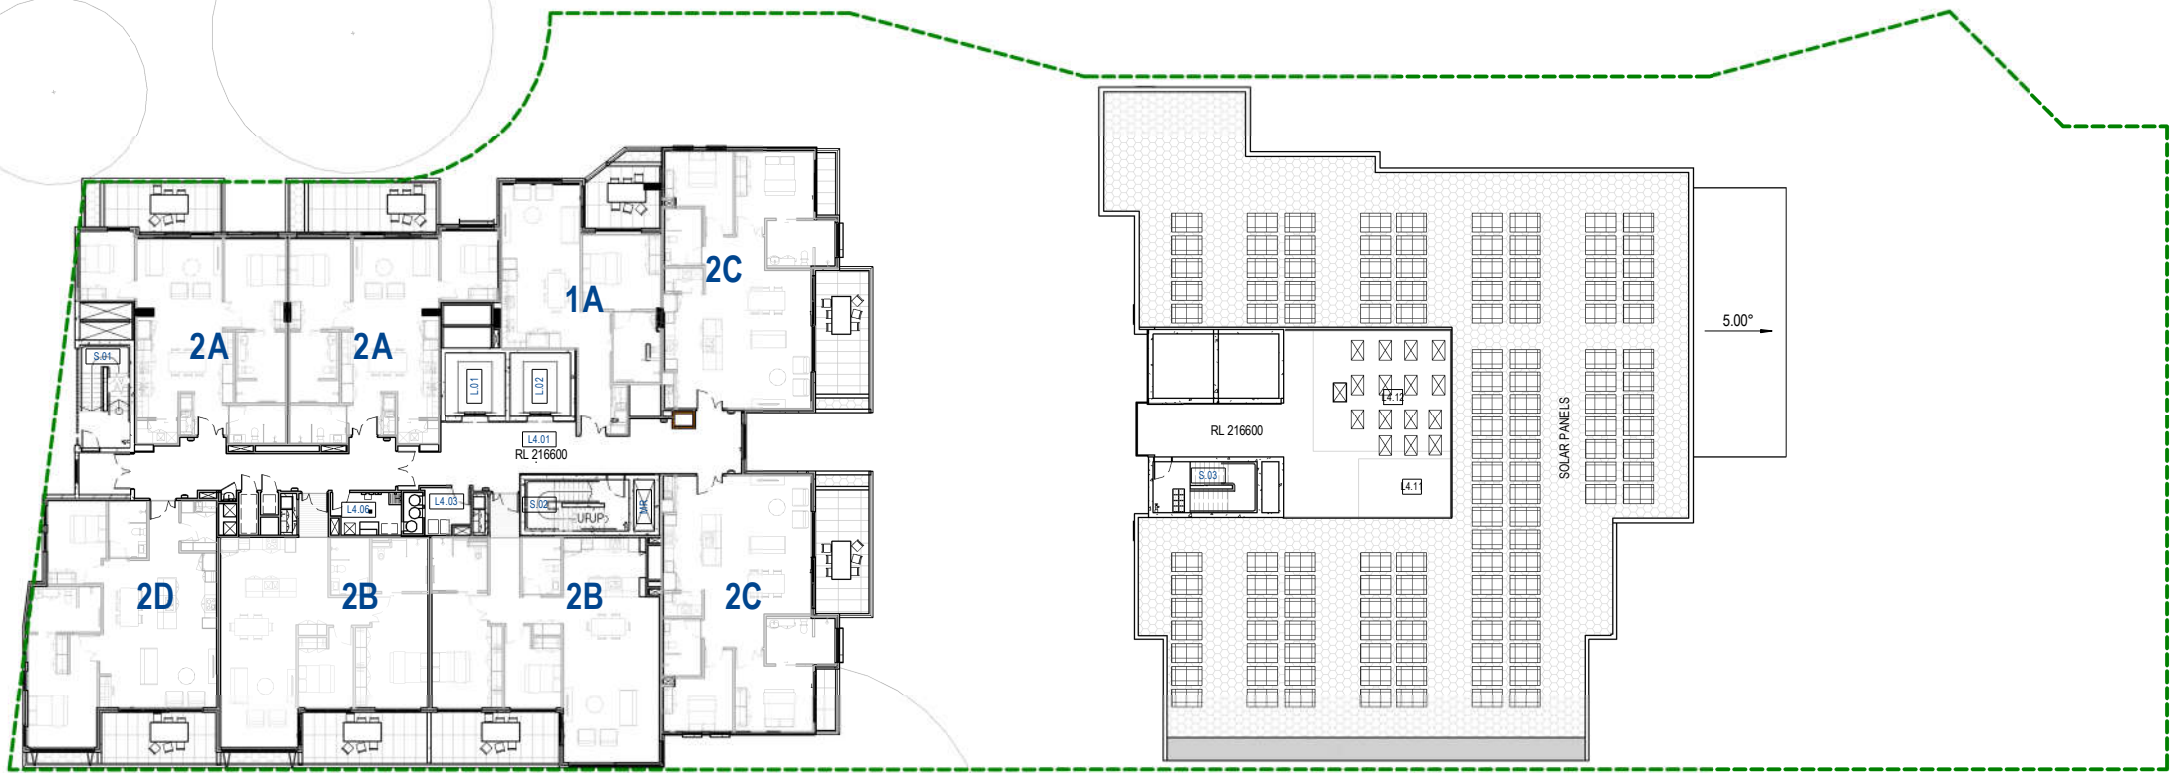 2C
1A
2A
2A
S.01
L.01
L.02
L4.01
RL 216600
L4.06
L4.03
S.02
UP
MR
2D
2B
2B
2C
5.00°
L4.12
SOLAR PANELS
RL 216600
S.03
L4.11